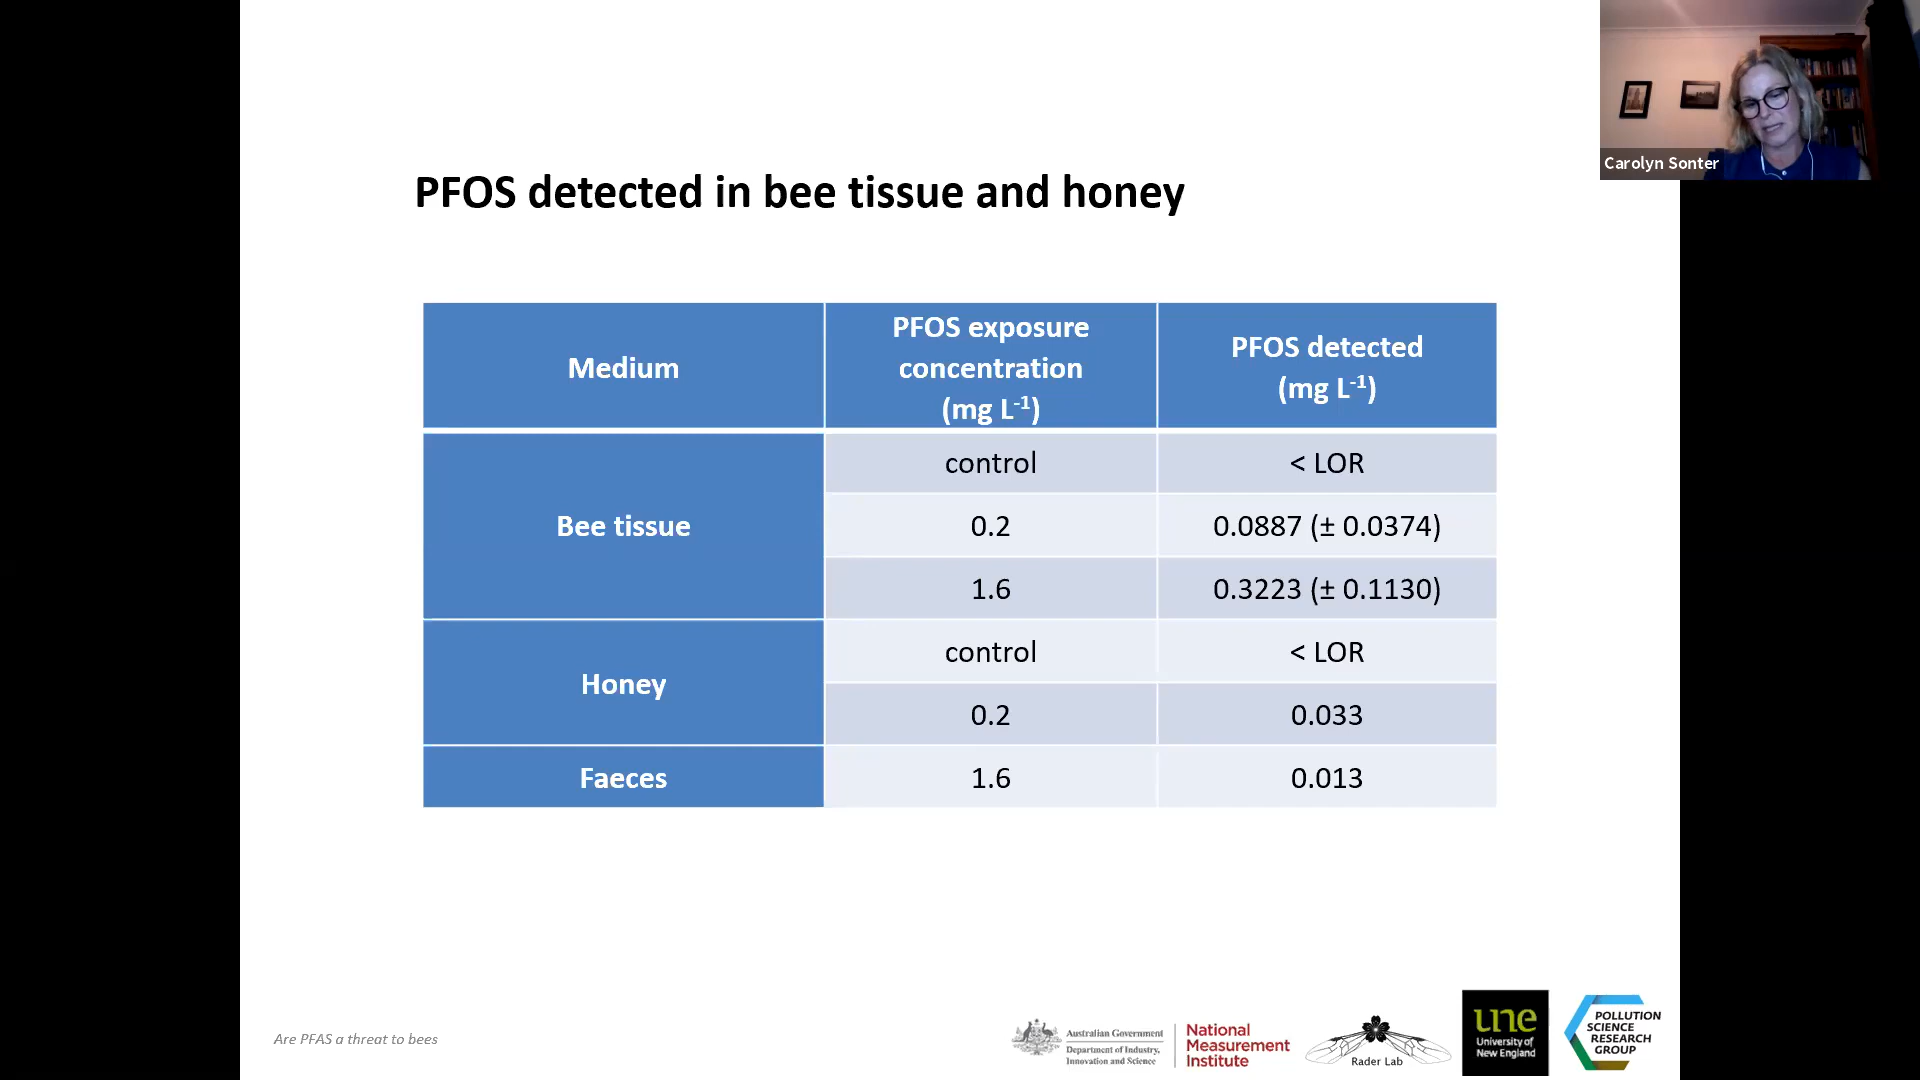 Carolyn Sonter
PFOS detected in bee tissue and honey
Medium
PFOS exposure
concentration
(mg L-1)
PFOS detected
(mg L-1)
Bee tissue
control
< LOR
0.2
0.0887 (± 0.0374)
1.6
0.3223 (± 0.1130)
Honey
control
< LOR
0.2
0.033
Faeces
1.6
0.013
Are PFAS a threat to bees
Australian Government
Department of Industry,
Innovation and Science
National
Measurement
Institute
Rader Lab
une
University of
New England
POLLUTION
SCIENCE
RESEARCH
GROUP